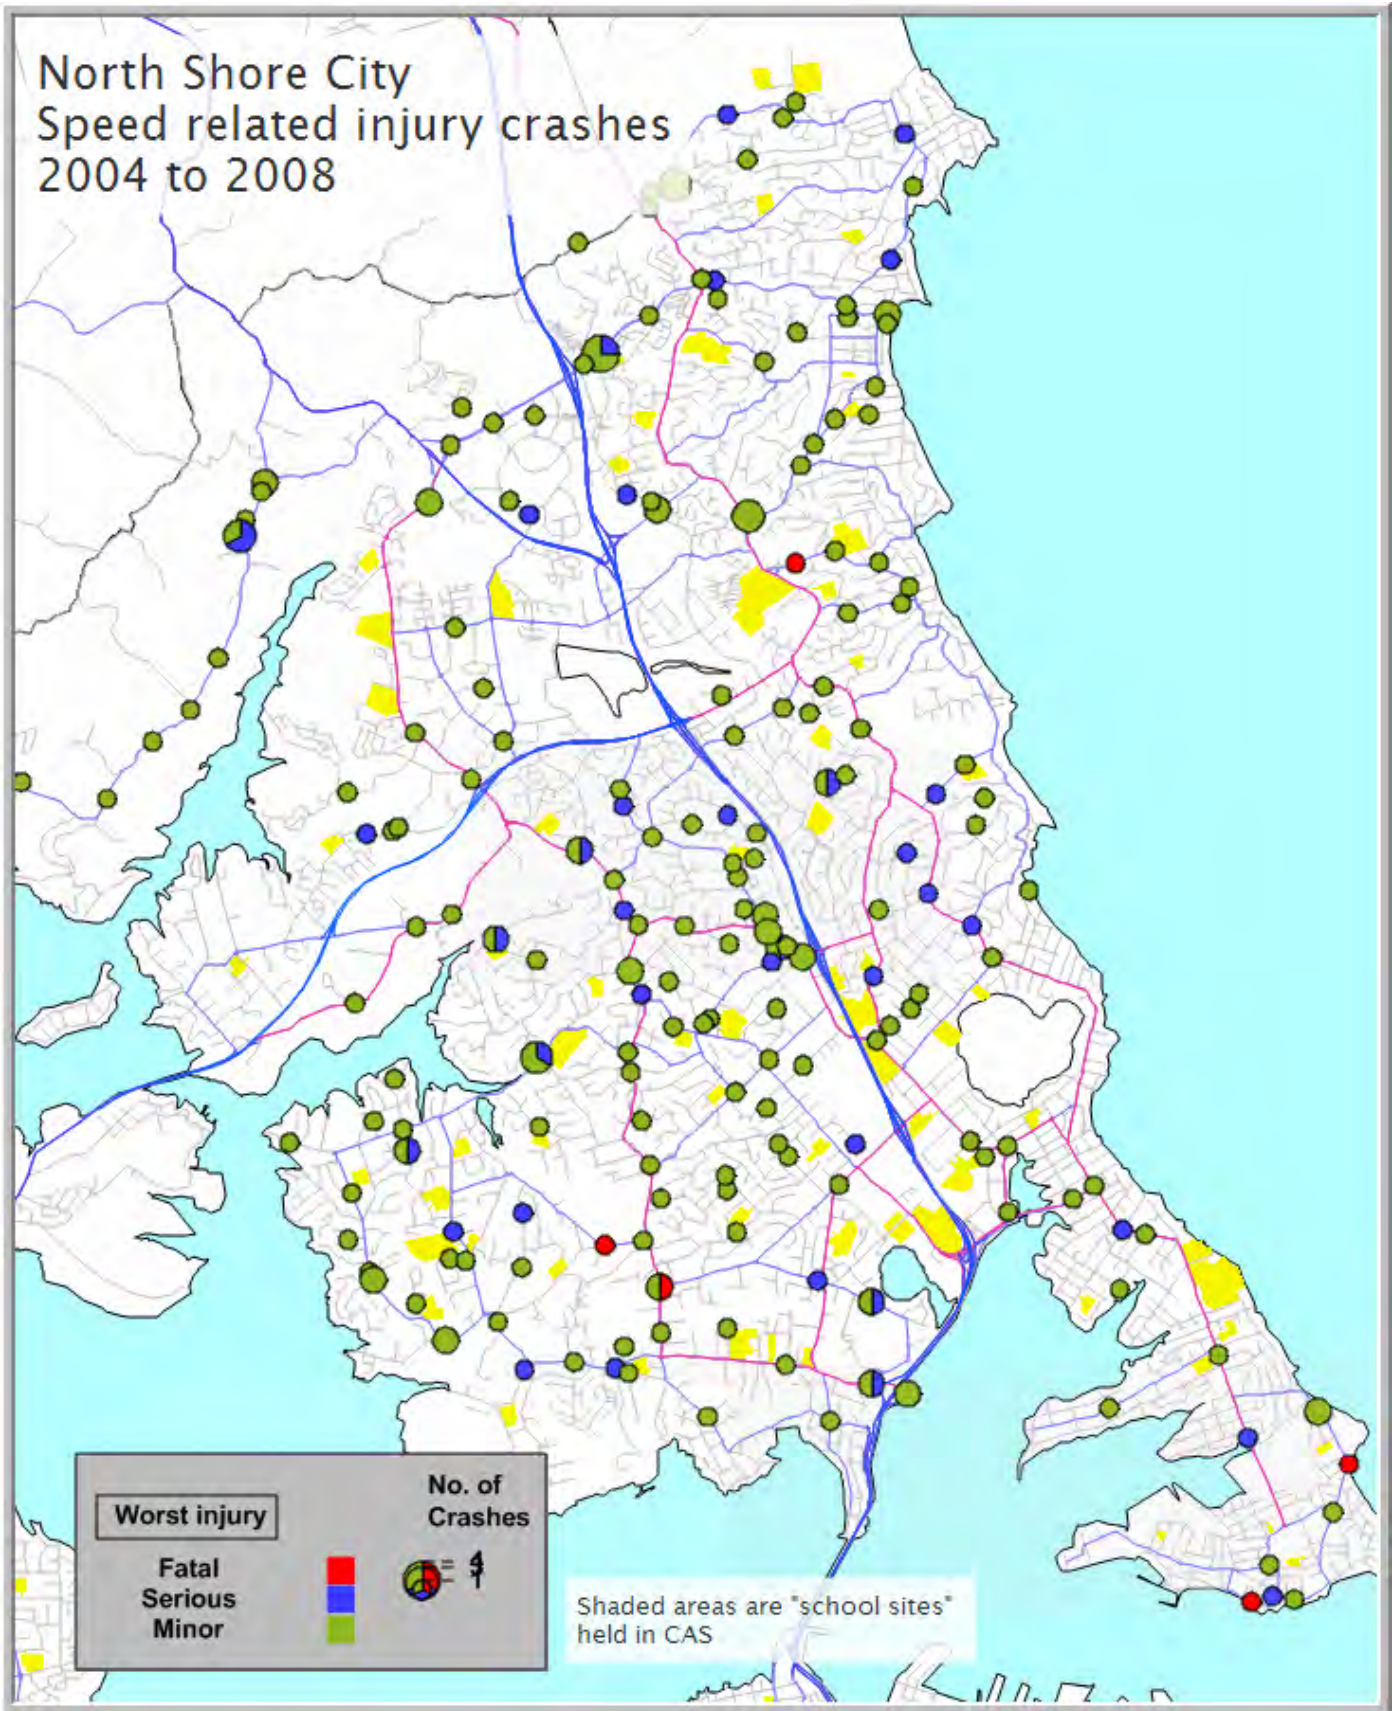 North Shore City
Speed related injury crashes
2004 to 2008
No. of
Crashes
Worst injury
Fatal
Serious
Minor
= 4
- 1
Shaded areas are "school sites"
held in CAS